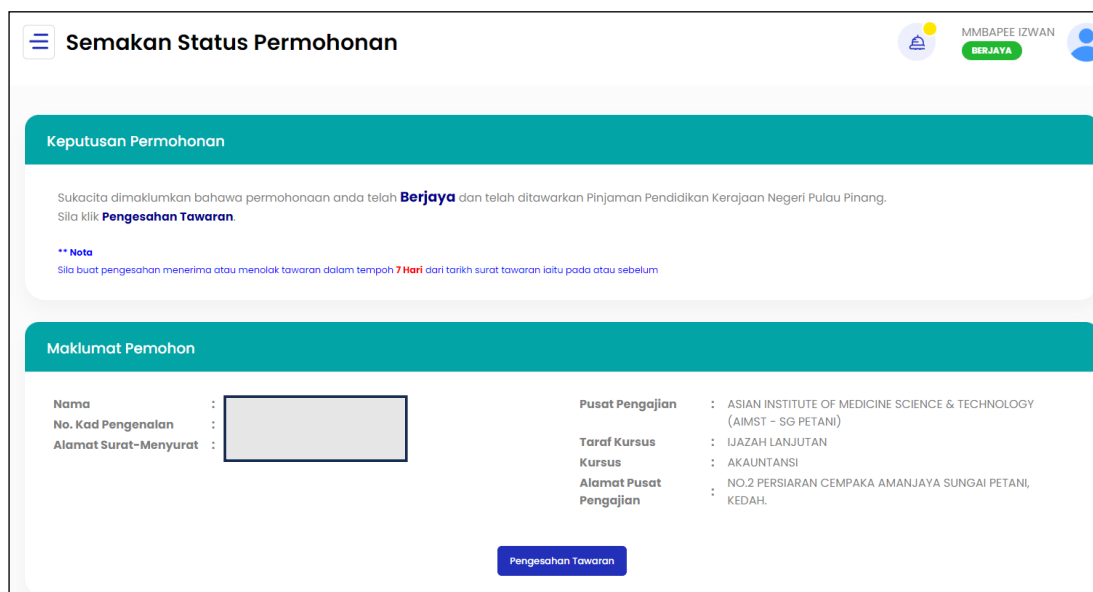 Semakan Status Permohonan
MMBAPEE IZWAN
BERJAYA
Keputusan Permohonan
Sukacita dimaklumkan bahawa permohonaan anda telah Berjaya dan telah ditawarkan Pinjaman Pendidikan Kerajaan Negeri Pulau Pinang.
Sila klik Pengesahan Tawaran.
** Nota
Sila buat pengesahan menerima atau menolak tawaran dalam tempoh 7 Hari dari tarikh surat tawaran iaitu pada atau sebelum
Maklumat Pemohon
Nama :
No. Kad Pengenalan :
Alamat Surat-Menyurat :
Pusat Pengajian : ASIAN INSTITUTE OF MEDICINE SCIENCE & TECHNOLOGY
(AIMST - SG PETANI)
Taraf Kursus : IJAZAH LANJUTAN
Kursus : AKAUNTANSI
Alamat Pusat
Pengajian : NO.2 PERSIARAN CEMPAKA AMANJAYA SUNGAI PETANI,
KEDAH.
Pengesahan Tawaran